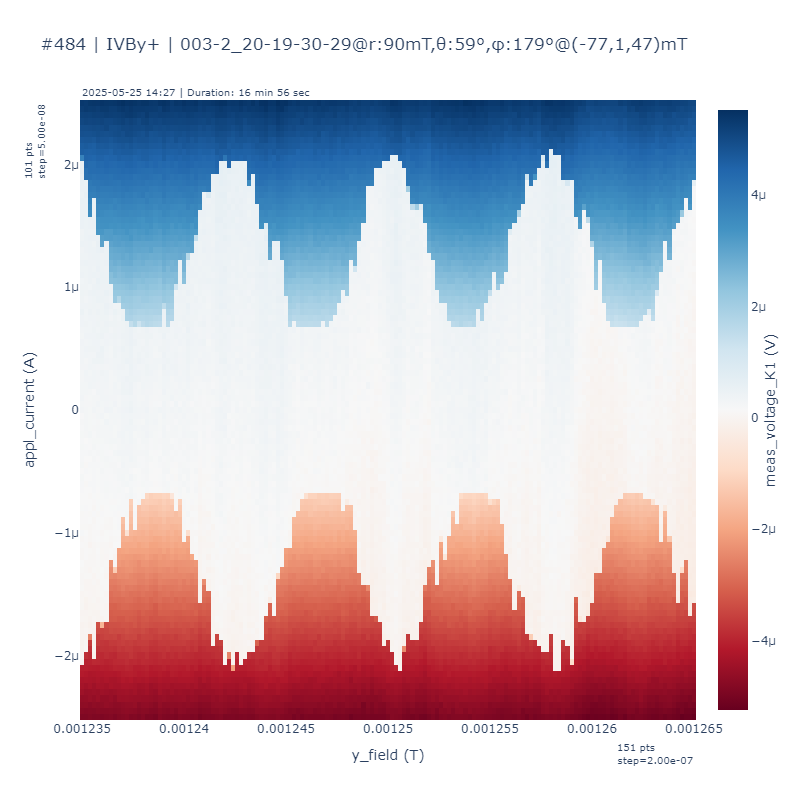 #484 | IVBy+ | 003-2_20-19-30-29@r:90mT,θ:59°,φ:179°@(-77,1,47)mT
2025-05-25 14:27 | Duration: 16 min 56 sec
101 pts
step=5.00e-08
2μ
1μ
0
−1μ
−2μ
appl_current (A)
0.001235
0.00124
0.001245
0.00125
0.001255
0.00126
0.001265
y_field (T)
151 pts
step=2.00e-07
4μ
2μ
0
−2μ
−4μ
meas_voltage_K1 (V)